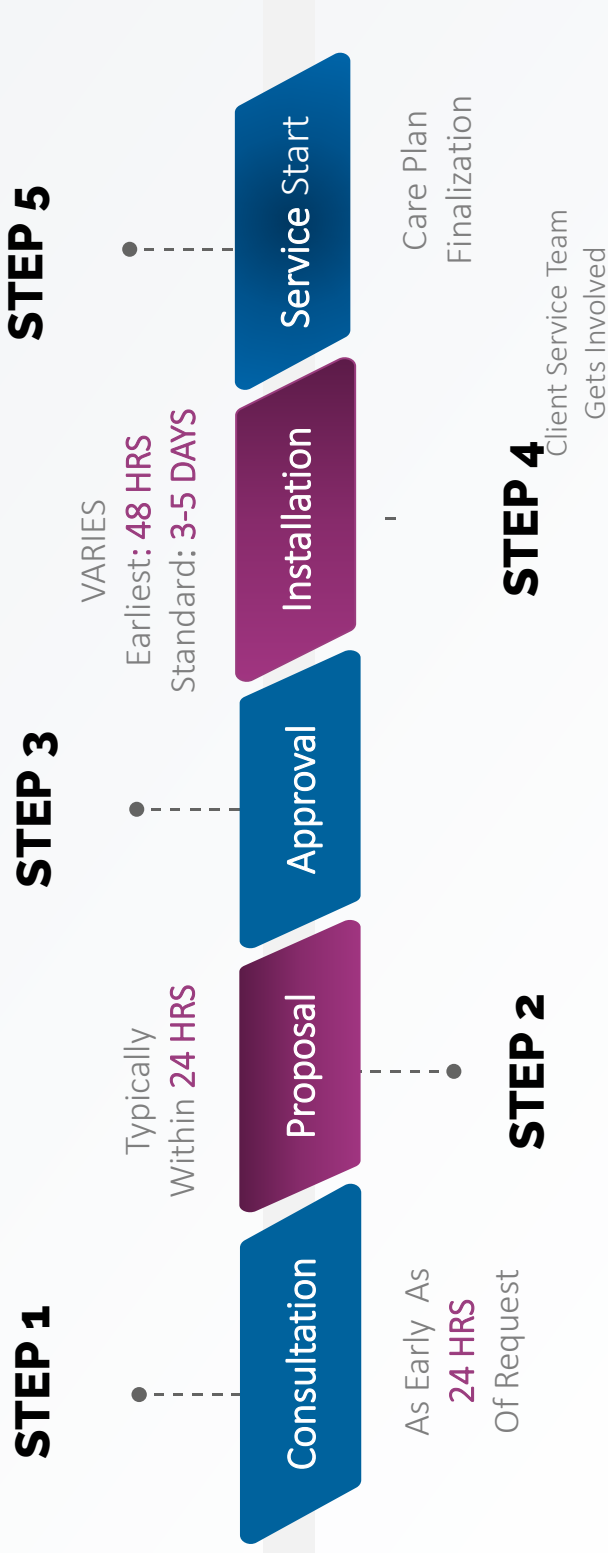 STEP 1
Consultation
As Early As
24 HRS
Of Request
Typically
Within 24 HRS
Proposal
STEP 2
STEP 3
Approval
VARIES
Earliest: 48 HRS
Standard: 3-5 DAYS
Installation
STEP 4
Client Service Team
Gets Involved
STEP 5
Service Start
Care Plan
Finalization